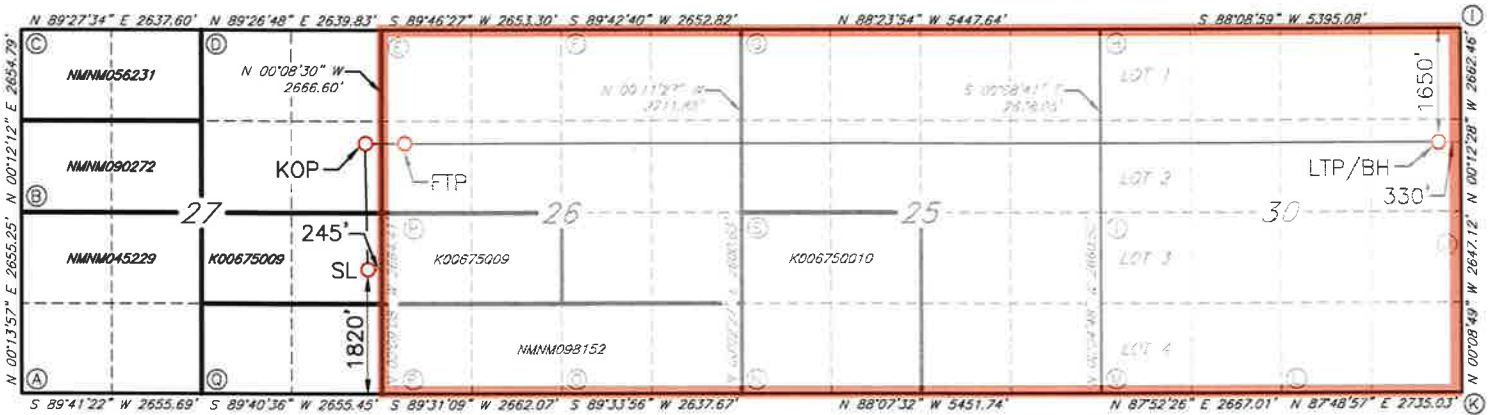 N 89°27'34" E 2637.60'
N 89°26'48" E 2639.83'
S 89°46'27" W 2653.30'
S 89°42'40" W 2652.82'
N 88°23'54" W 5447.64'
S 88°08'59" W 5395.08'
I
C
D
E
F
G
H
N 00°12'12" E 2654.79'
NMNM056231
N 00°08'30" W
2666.60'
LOT 1
1650'
N 00°12'28" W 2662.46'
KOP
FTP
NMNM090272
LOT 2
LTP/BH
330'
B
27
26
25
30
245'
SL
NMNM045229
K00675009
K00675009
K006750010
LOT 3
N 00°13'57" E 2655.25'
N 00°08'49" W 2647.12'
1820'
NMNM098152
LOT 4
A
Q
K
S 89°41'22" W 2655.69'
S 89°40'36" W 2655.45'
S 89°31'09" W 2662.07'
S 89°33'56" W 2637.67'
N 88°07'32" W 5451.74'
N 87°52'26" W 2667.01'
N 87°48'57" E 2735.03'